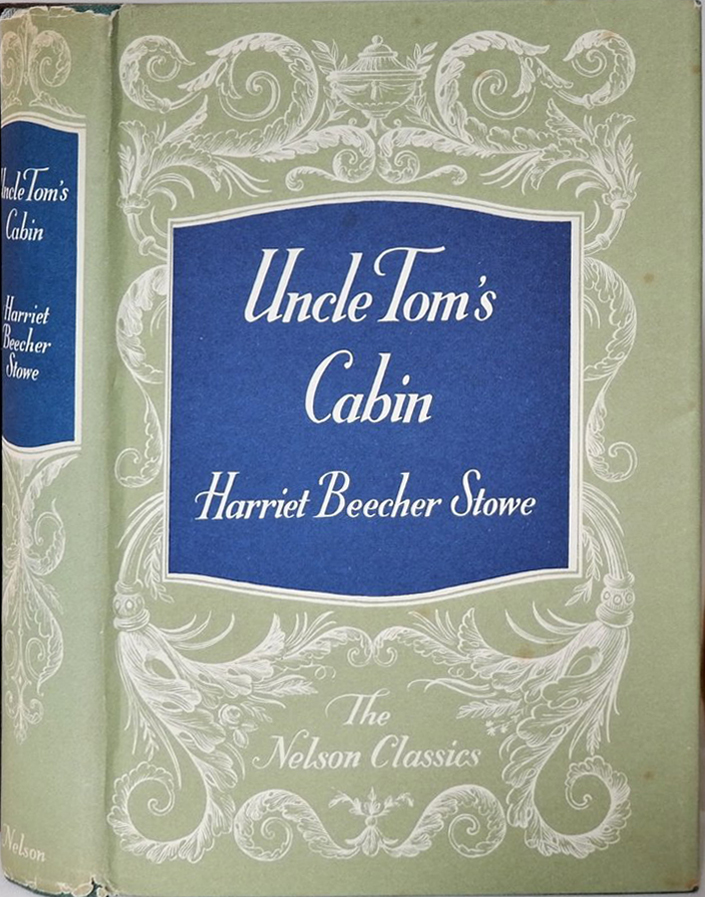 Uncle Tom's
Cabin
Harriet
Beecher
Stowe
Nelson
Uncle Tom's
Cabin
Harriet Beecher Stowe
The
Nelson Classics